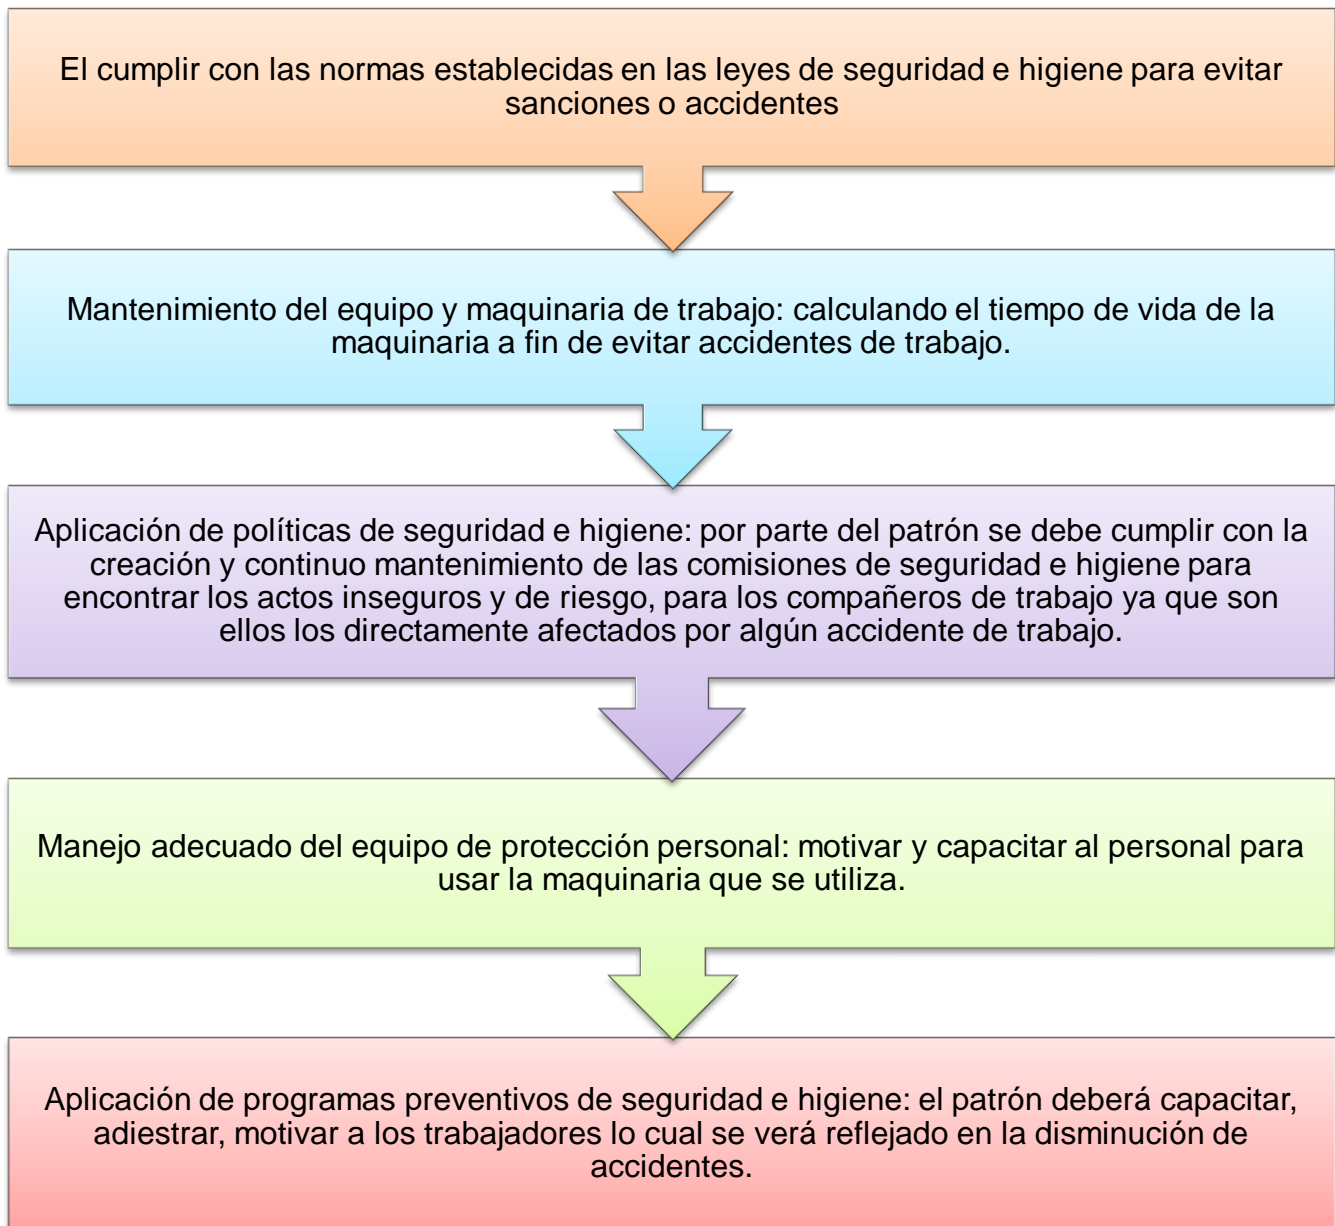 El cumplir con las normas establecidas en las leyes de seguridad e higiene para evitar
sanciones o accidentes
Mantenimiento del equipo y maquinaria de trabajo: calculando el tiempo de vida de la
maquinaria a fin de evitar accidentes de trabajo.
Aplicación de políticas de seguridad e higiene: por parte del patrón se debe cumplir con la
creación y continuo mantenimiento de las comisiones de seguridad e higiene para
encontrar los actos inseguros y de riesgo, para los compañeros de trabajo ya que son
ellos los directamente afectados por algún accidente de trabajo.
Manejo adecuado del equipo de protección personal: motivar y capacitar al personal para
usar la maquinaria que se utiliza.
Aplicación de programas preventivos de seguridad e higiene: el patrón deberá capacitar,
adiestrar, motivar a los trabajadores lo cual se verá reflejado en la disminución de
accidentes.